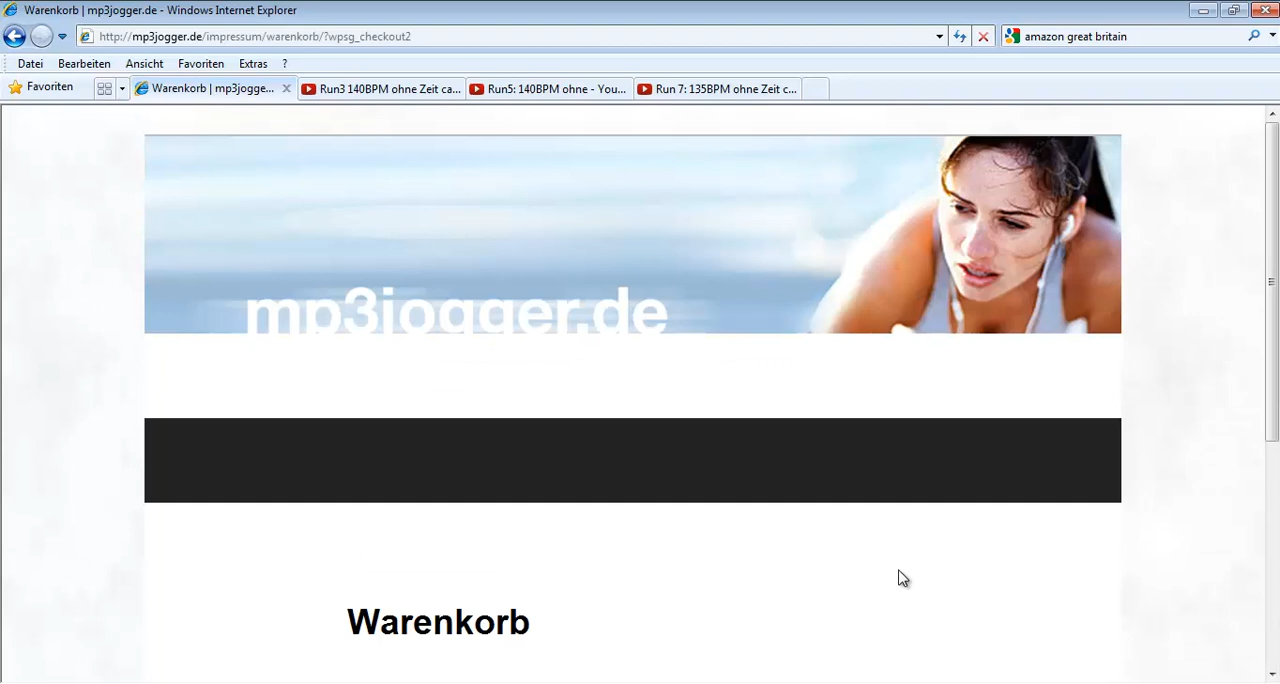 Warenkorb | mp3jogger.de - Windows Internet Explorer
http://mp3jogger.de/impressum/warenkorb/?wpsg_checkout2
amazon great britain
Datei Bearbeiten Ansicht Favoriten Extras ?
Favoriten Warenkorb | mp3jogge... Run3 140BPM ohne Zeit ca... Run5: 140BPM ohne - You... Run 7: 135BPM ohne Zeit c...
mp3jogger.de
Warenkorb